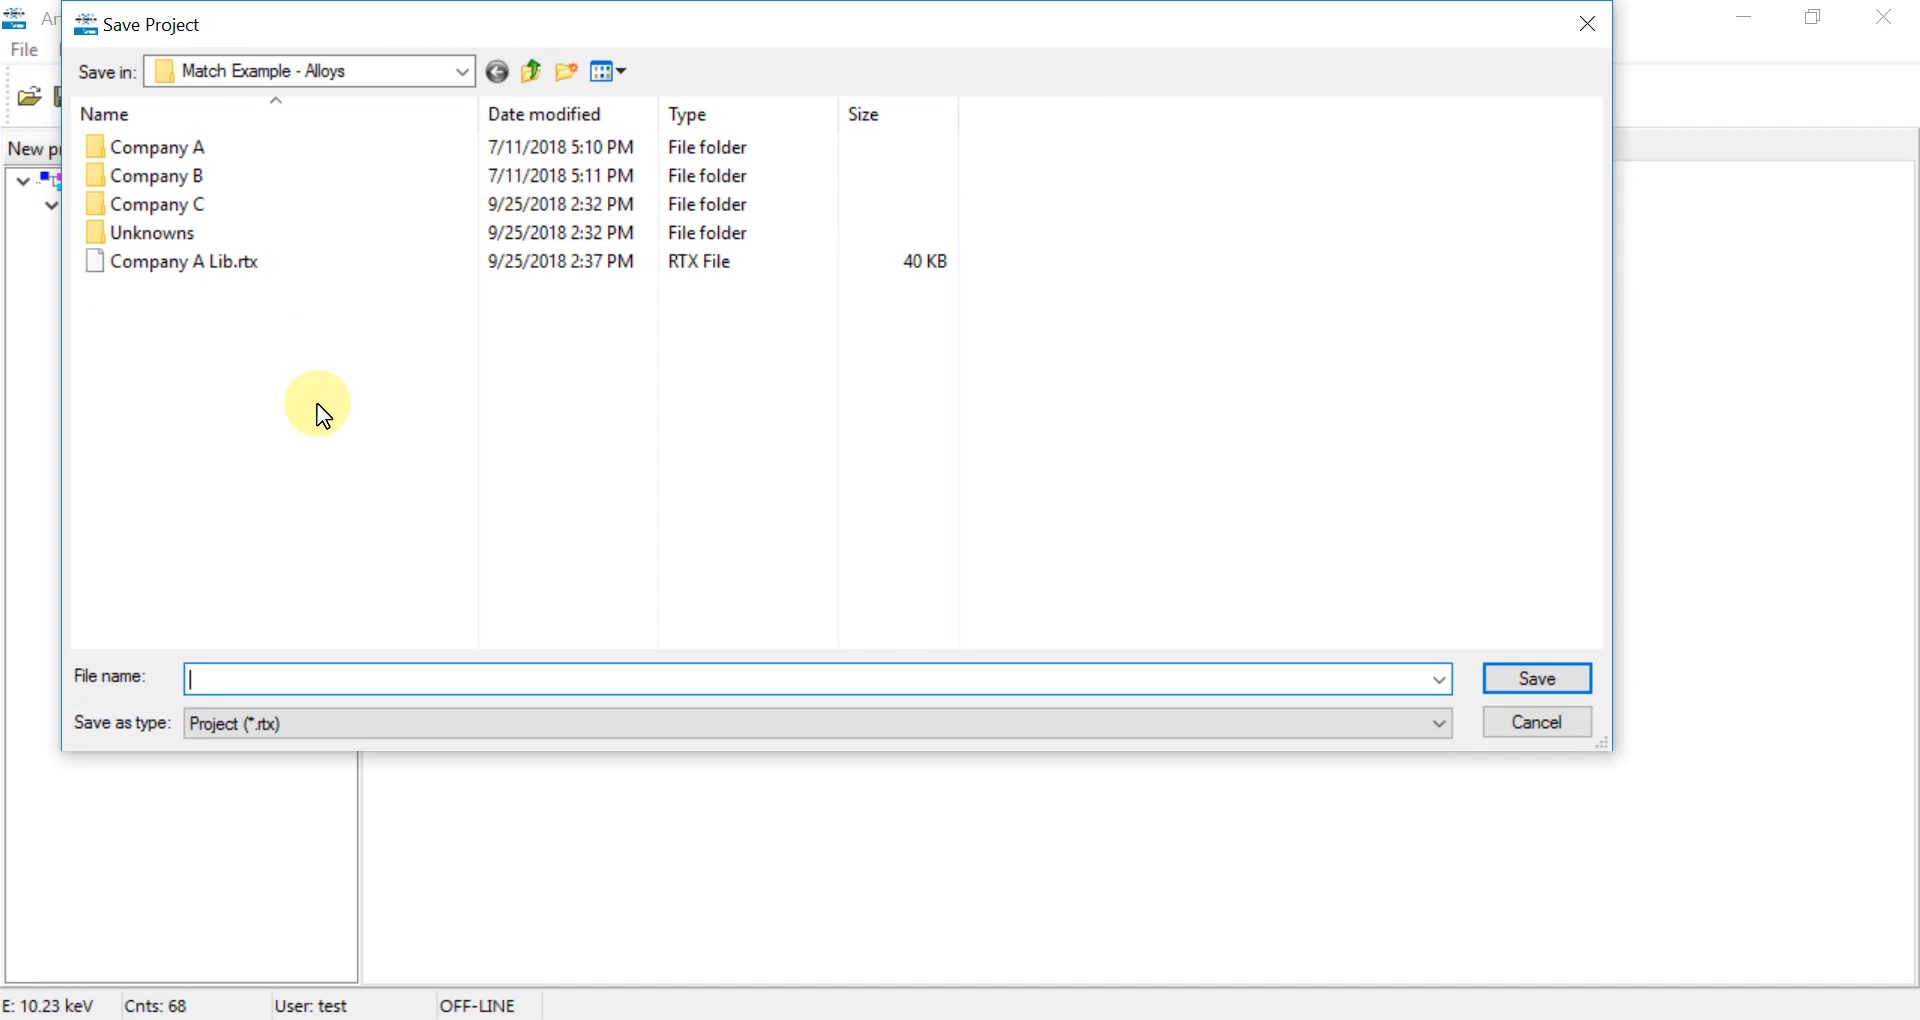 Save Project
File
Save in: Match Example - Alloys
New
Name Date modified Type Size
Company A 7/11/2018 5:10 PM File folder
Company B 7/11/2018 5:11 PM File folder
Company C 9/25/2018 2:32 PM File folder
Unknowns 9/25/2018 2:32 PM File folder
Company A Lib.rtx 9/25/2018 2:37 PM RTX File 40 KB
File name: Save
Save as type: Project (*.rtx) Cancel
E: 10.23 keV Cnts: 68 User: test OFF-LINE